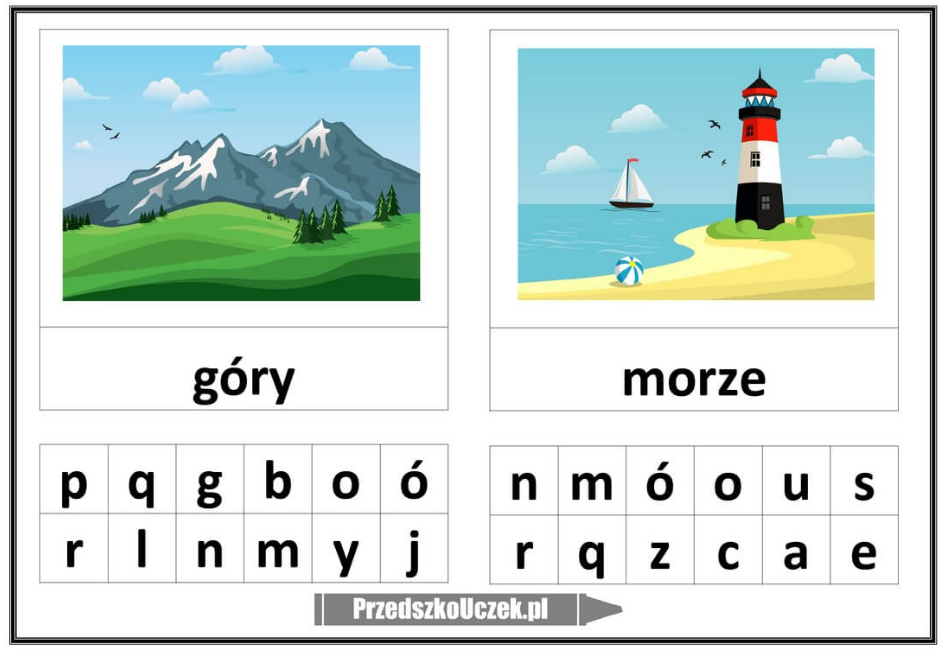 góry
p q g b o ó
r l n m y j
morze
n m ó o u s
r q z c a e
PrzedszkoUczek.pl